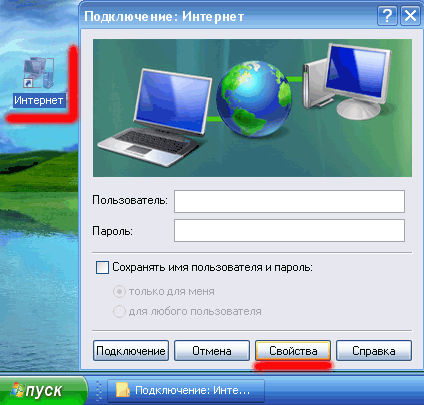 Подключение: Интернет
Интернет
Пользователь:
Пароль:
Сохранять имя пользователя и пароль:
только для меня
для любого пользователя
Подключение Отмена Свойства Справка
пуск Подключение: Инте...